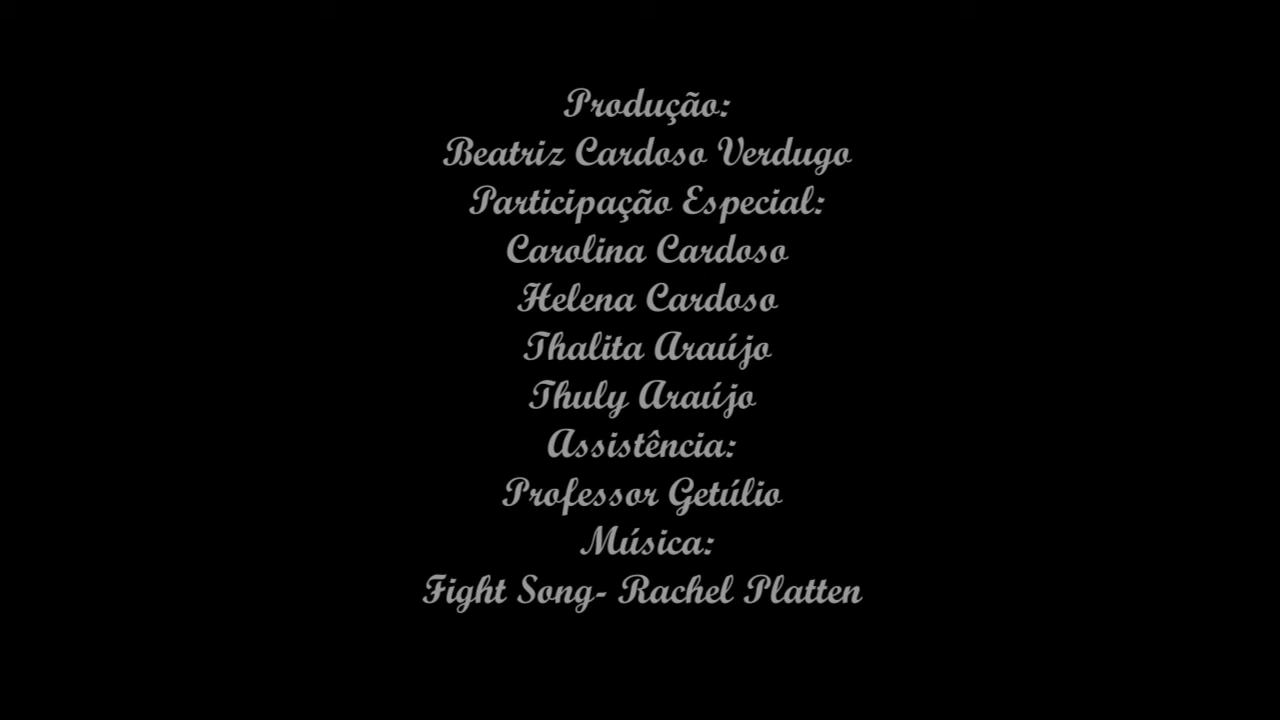 Produção:
Beatriz Cardoso Verdugo
Participação Especial:
Carolina Cardoso
Helena Cardoso
Thalita Araújo
Thuly Araújo
Assistência:
Professor Getúlio
Música:
Fight Song- Rachel Platten